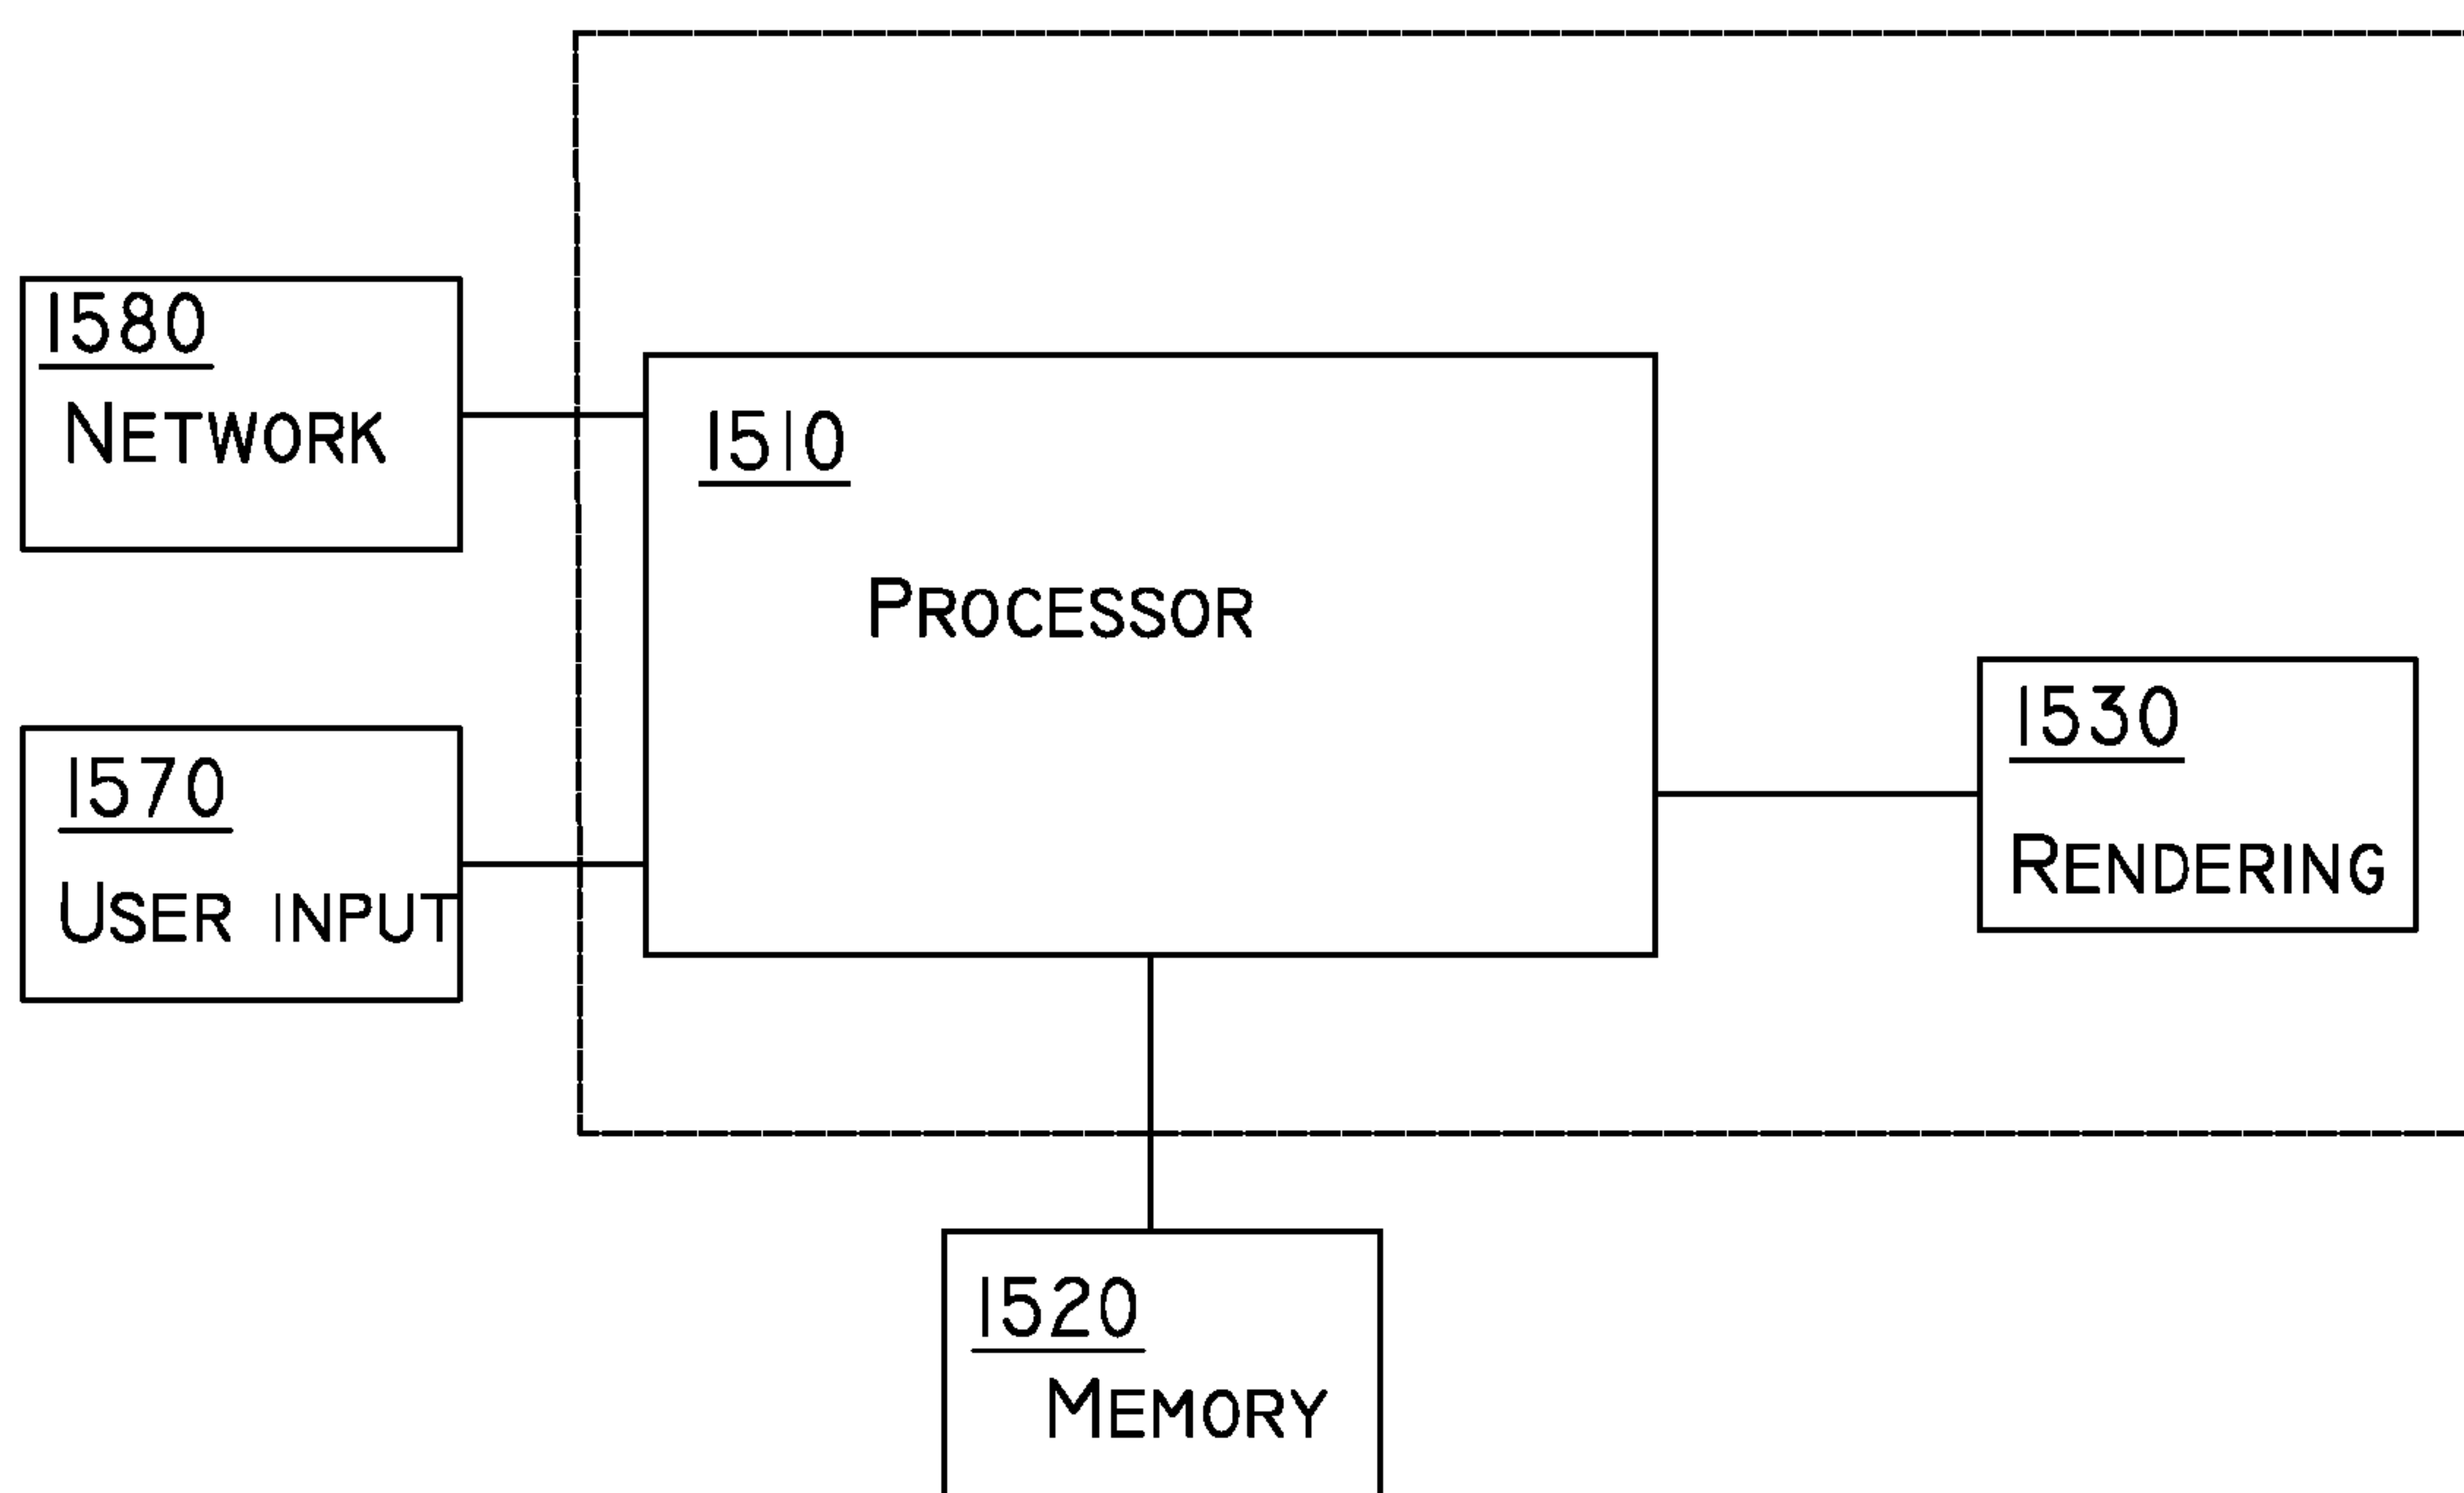 1580
NETWORK
1510
PROCESSOR
1530
RENDERING
1570
USER INPUT
1520
MEMORY